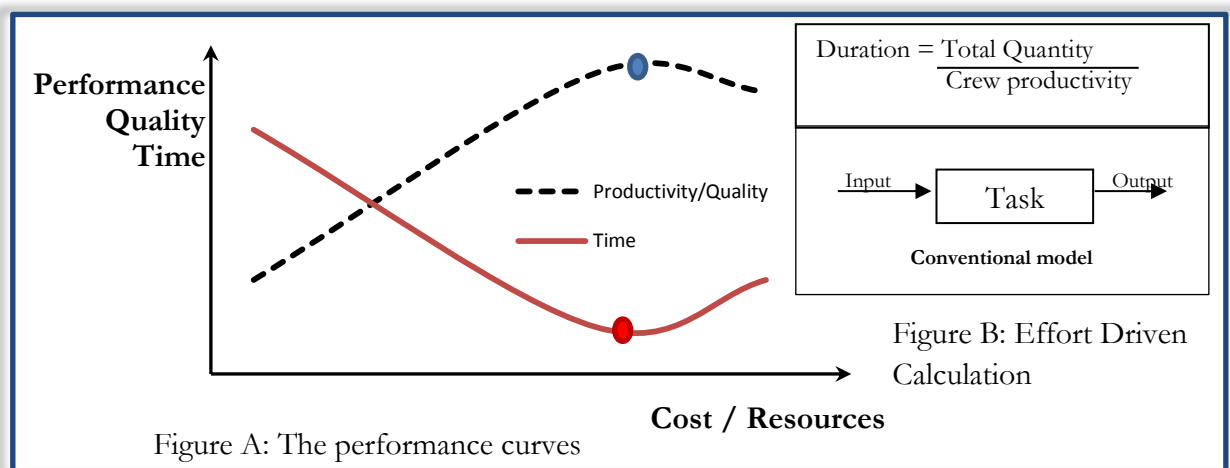 Performance
Quality
Time
Productivity/Quality
Time
Cost / Resources
Figure A: The performance curves
Duration = Total Quantity
Crew productivity
Input
Task
Output
Conventional model
Figure B: Effort Driven
Calculation